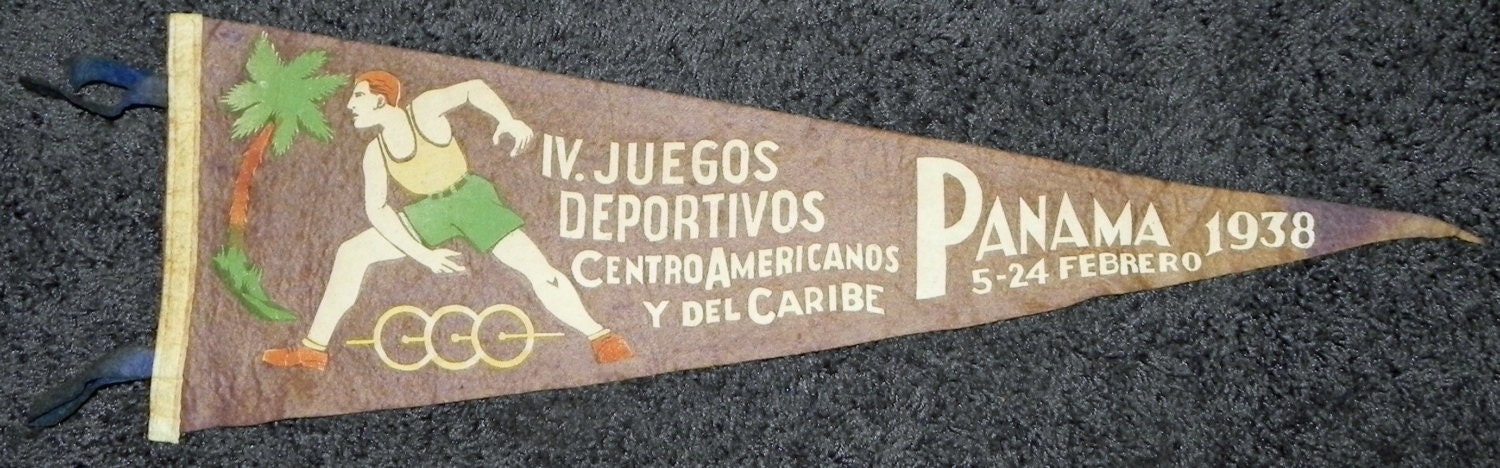 IV. JUEGOS
DEPORTIVOS
CENTROAMERICANOS
Y DEL CARIBE
PANAMA 1938
5-24 FEBRERO